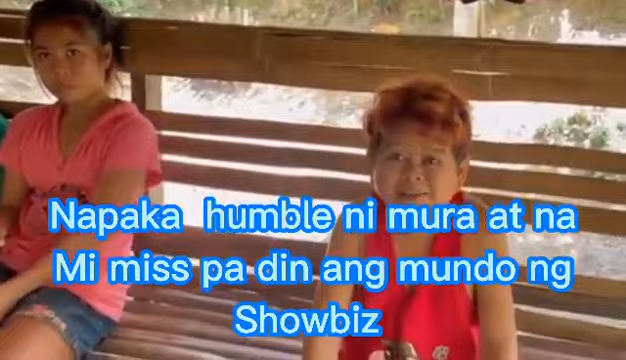 Napaka humble ni mura at na
Mi miss pa din ang mundo ng
Showbiz